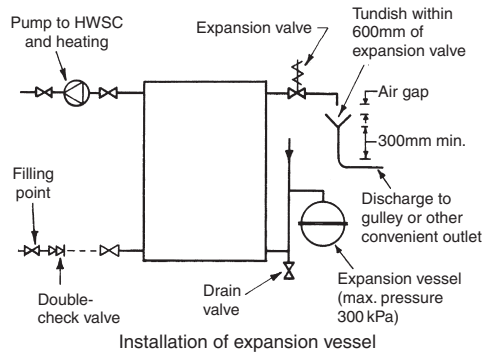 Pump to HWSC
and heating
Expansion valve
Tundish within
600mm of
expansion valve
Air gap
300mm min.
Filling
point
Discharge to
gulley or other
convenient outlet
Double-
check valve
Drain
valve
Expansion vessel
(max. pressure
300 kPa)
Installation of expansion vessel